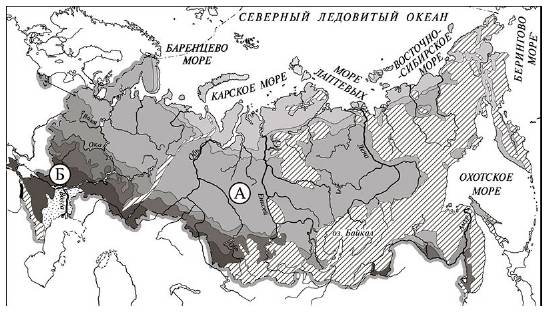 СЕВЕРНЫЙ ЛЕДОВИТЫЙ ОКЕАН
БАРЕНЦЕВО
МОРЕ
КАРСКОЕ МОРЕ
МОРЕ
ЛАПТЕВЫХ
ВОСТОЧНО-
СИБИРСКОЕ
МОРЕ
БЕРИНГОВО
МОРЕ
ОХОТСКОЕ
МОРЕ
Волга
Ока
Обь
Енисей
Лена
Б
А
оз. Байкал